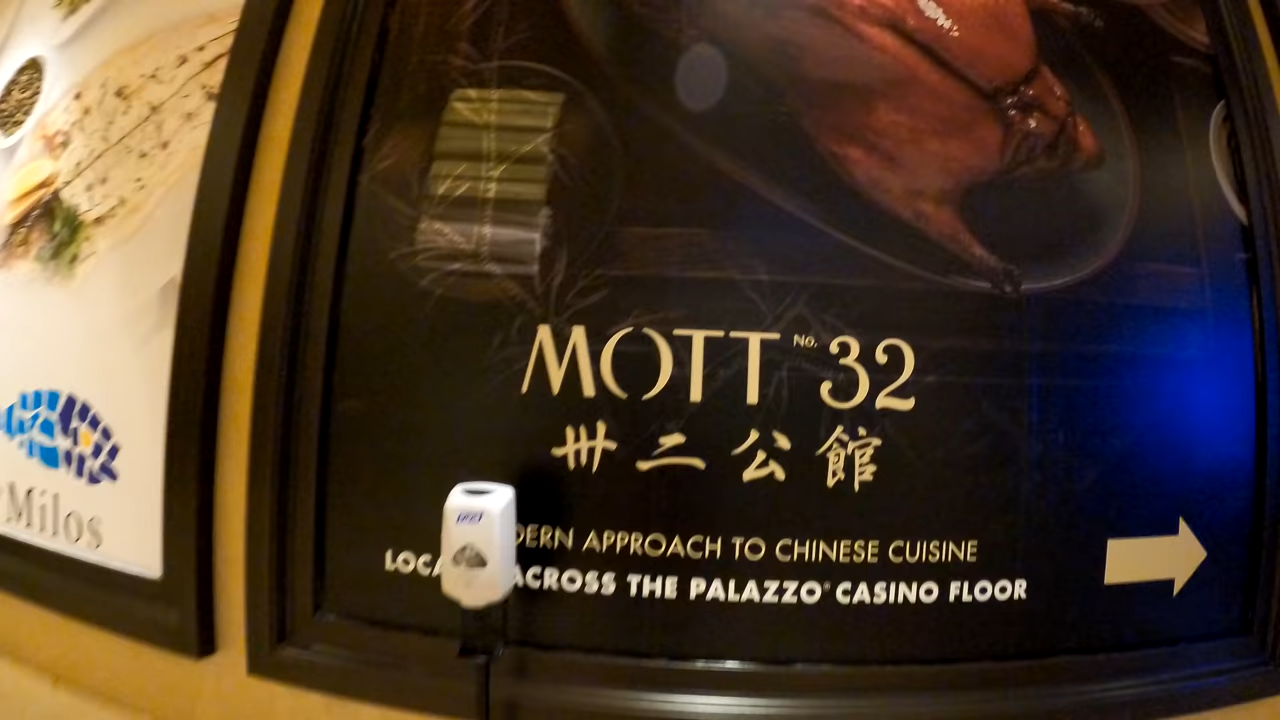 MOTT No. 32
卅二公館
DERN APPROACH TO CHINESE CUISINE
LOCA ACROSS THE PALAZZO® CASINO FLOOR
Milos
PURELL